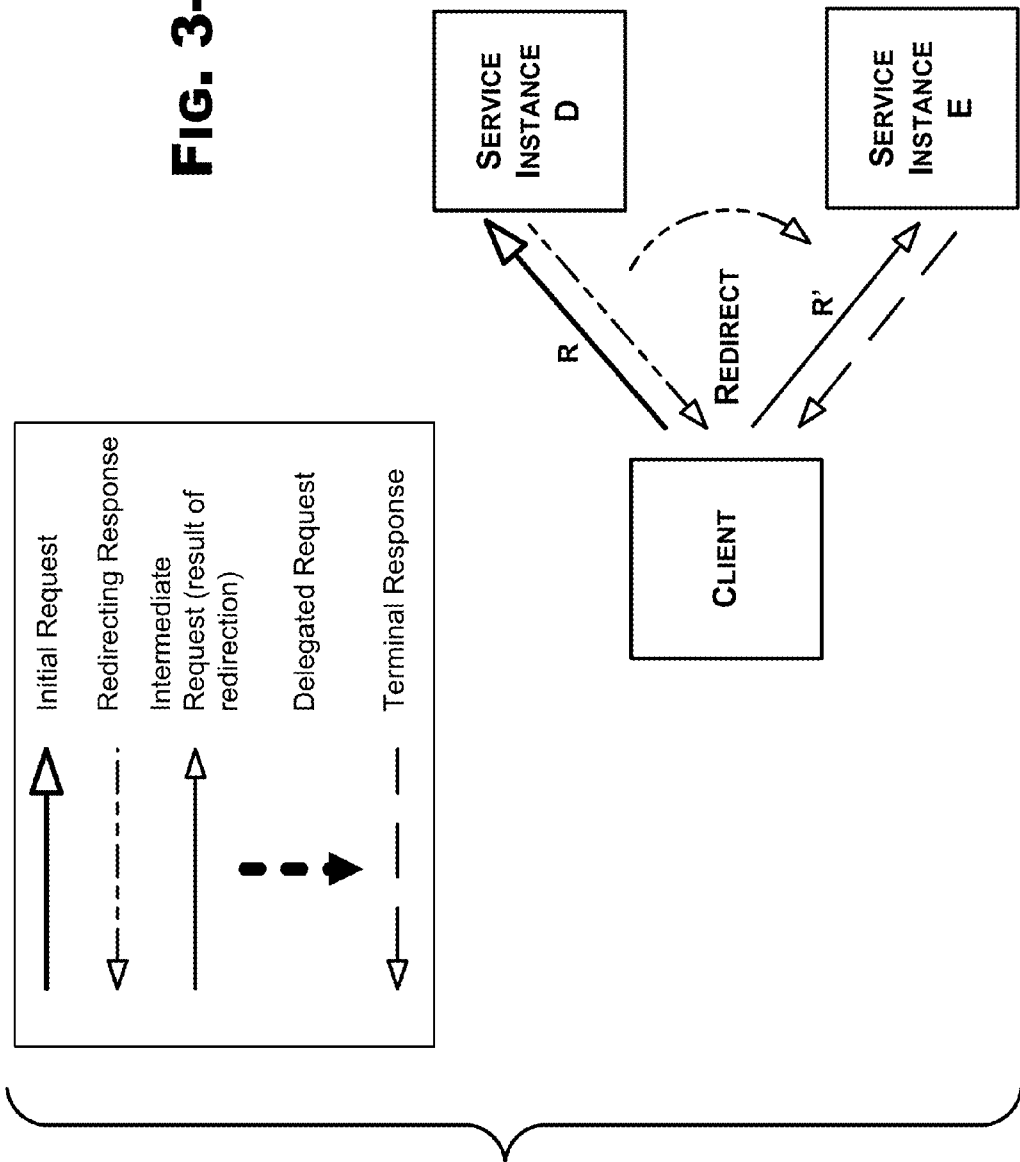 FIG. 3-
Initial Request
Redirecting Response
Intermediate
Request (result of
redirection)
Delegated Request
Terminal Response
SERVICE
INSTANCE
D
R
REDIRECT
R'
CLIENT
SERVICE
INSTANCE
E